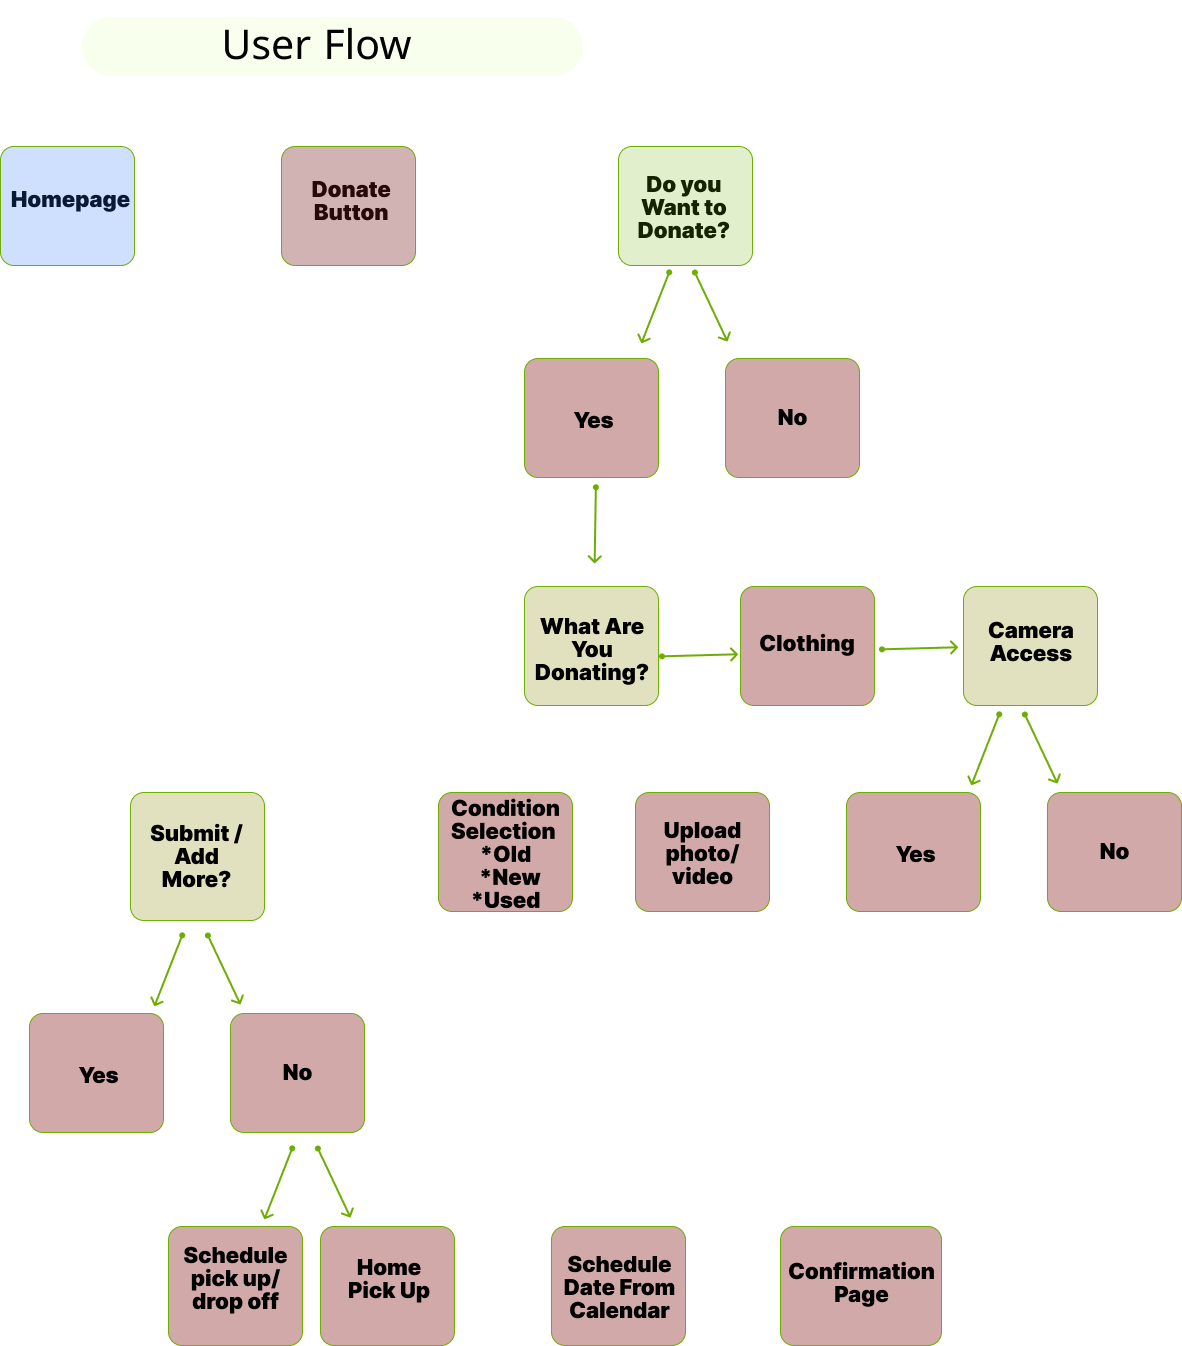 User Flow
Homepage
Donate
Button
Do you
Want to
Donate?
Yes
No
What Are
You
Donating?
Clothing
Camera
Access
Submit /
Add
More?
Condition
Selection
*Old
*New
*Used
Upload
photo/
video
Yes
No
Yes
No
Schedule
pick up/
drop off
Home
Pick Up
Schedule
Date From
Calendar
Confirmation
Page